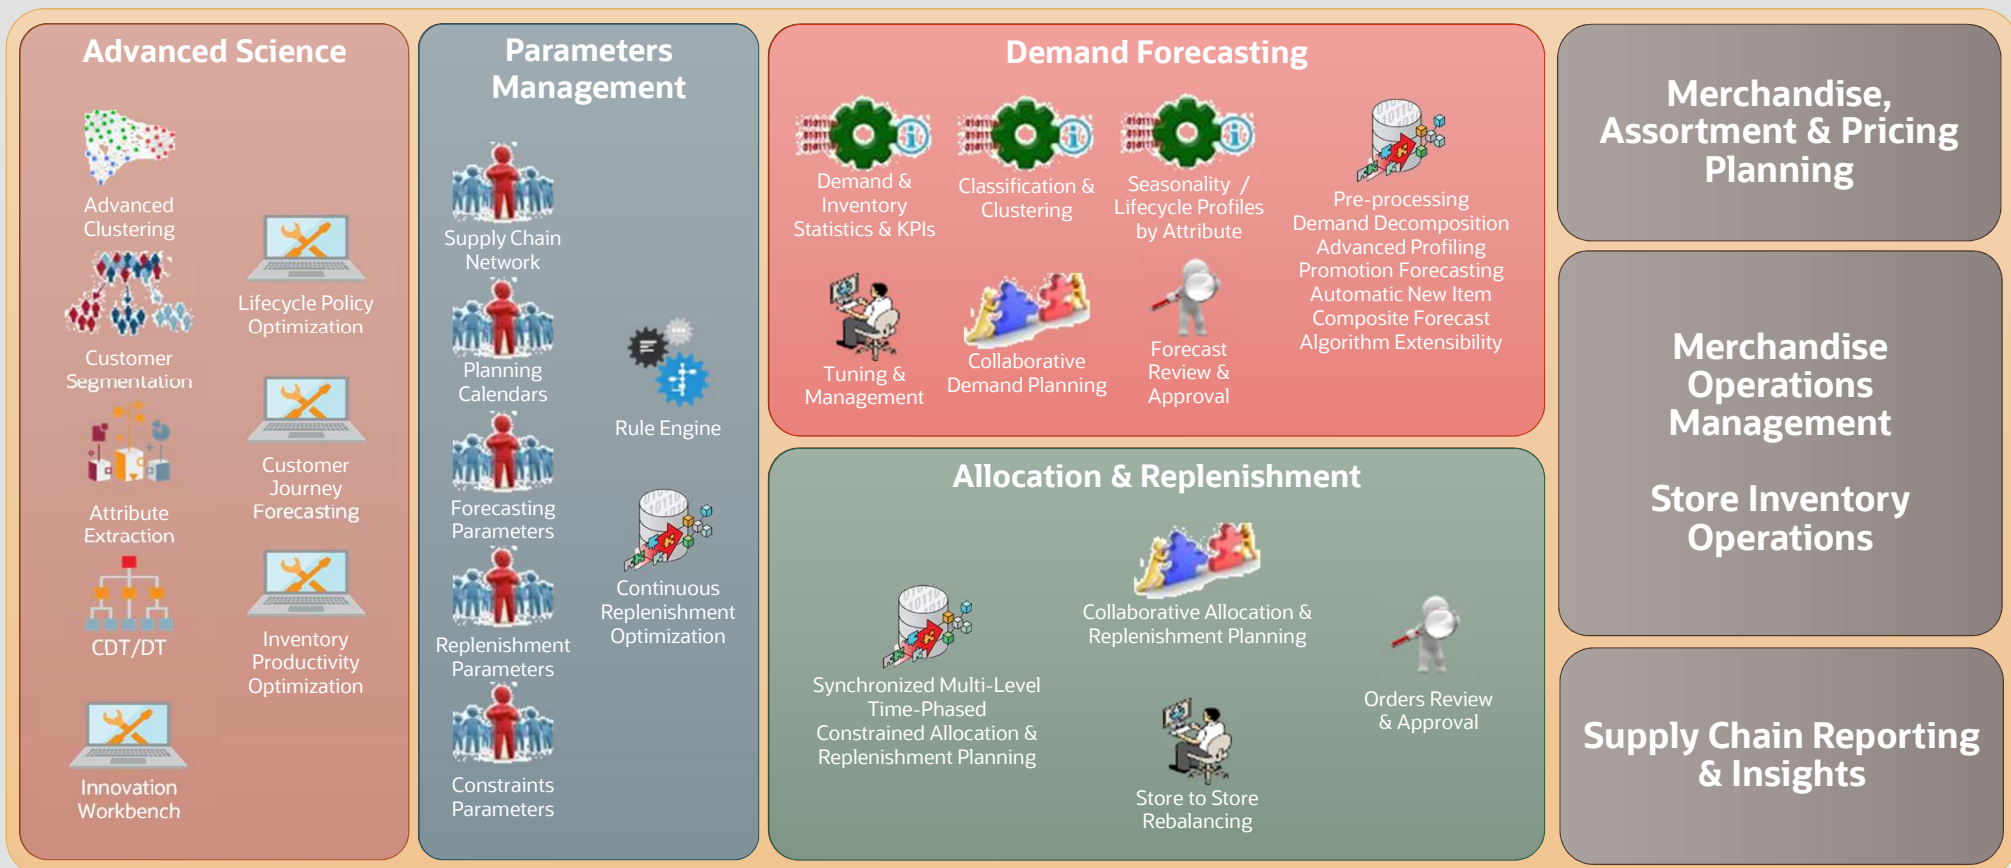 Advanced Science
Advanced
Clustering
Customer
Segmentation
Attribute
Extraction
CDT/DT
Innovation
Workbench
Lifecycle Policy
Optimization
Customer
Journey
Forecasting
Inventory
Productivity
Optimization
Parameters
Management
Supply Chain
Network
Planning
Calendars
Forecasting
Parameters
Replenishment
Parameters
Constraints
Parameters
Rule Engine
Continuous
Replenishment
Optimization
Demand Forecasting
Demand &
Inventory
Statistics & KPIs
Classification &
Clustering
Seasonality /
Lifecycle Profiles
by Attribute
Pre-processing
Demand Decomposition
Advanced Profiling
Promotion Forecasting
Automatic New Item
Composite Forecast
Algorithm Extensibility
Tuning &
Management
Collaborative
Demand Planning
Forecast
Review &
Approval
Allocation & Replenishment
Synchronized Multi-Level
Time-Phased
Constrained Allocation &
Replenishment Planning
Collaborative Allocation &
Replenishment Planning
Store to Store
Rebalancing
Orders Review
& Approval
Merchandise,
Assortment & Pricing
Planning
Merchandise
Operations
Management
Store Inventory
Operations
Supply Chain Reporting
& Insights